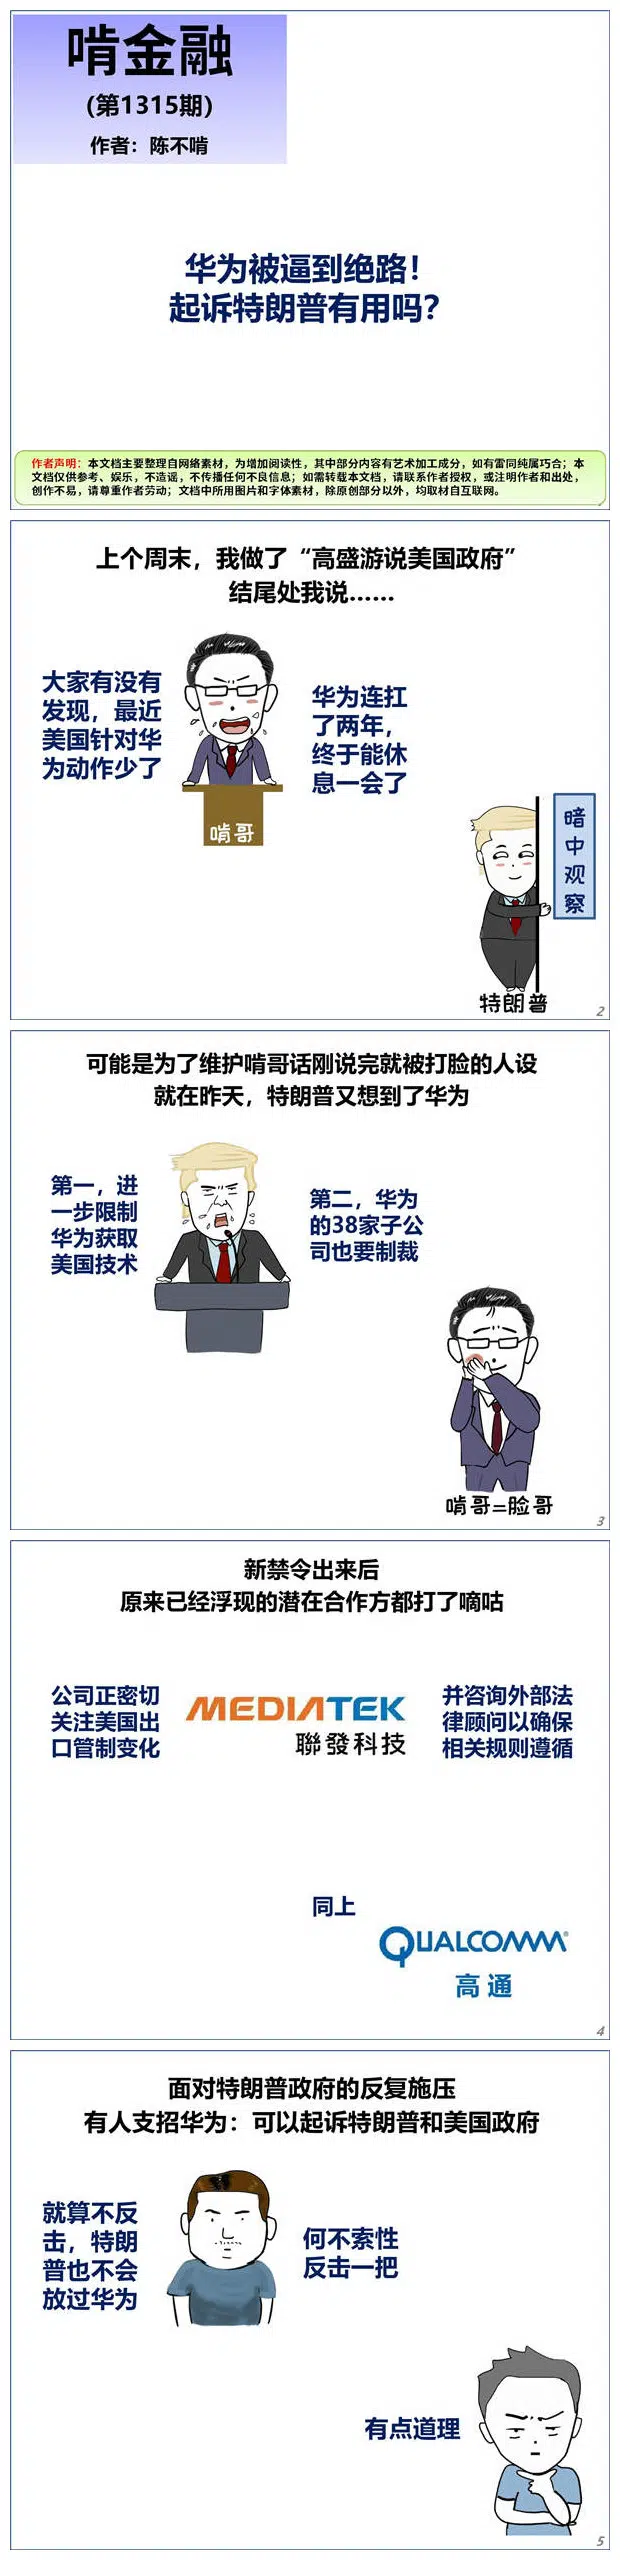 啃金融
(第1315期)
作者：陈不啃
华为被逼到绝路！
起诉特朗普有用吗？
作者声明：本文档主要整理自网络素材，为增加阅读性，其中部分内容有艺术加工成分，如有雷同纯属巧合；本
文档仅供参考、娱乐，不造谣，不传播任何不良信息；如需转载本文档，请联系作者授权，或注明作者和出处，
创作不易，请尊重作者劳动；文档中所用图片和字体素材，除原创部分以外，均取材自互联网。
上个周末，我做了“高盛游说美国政府”
结尾处我说……
大家有没有
发现，最近
美国针对华
为动作少了
华为连扛
了两年，
终于能休
息一会了
啃哥
暗
中
观
察
特朗普
2
可能是为了维护啃哥话刚说完就被打脸的人设
就在昨天，特朗普又想到了华为
第一，进
一步限制
华为获取
美国技术
第二，华为
的38家子公
司也要制裁
啃哥=脸哥
3
新禁令出来后
原来已经浮现的潜在合作方都打了嘀咕
公司正密切
关注美国出
口管制变化
MEDIATEK
聯發科技
并咨询外部法
律顾问以确保
相关规则遵循
同上
QUALCOMM®
高通
4
面对特朗普政府的反复施压
有人支招华为：可以起诉特朗普和美国政府
就算不反
击，特朗
普也不会
放过华为
何不索性
反击一把
有点道理
5